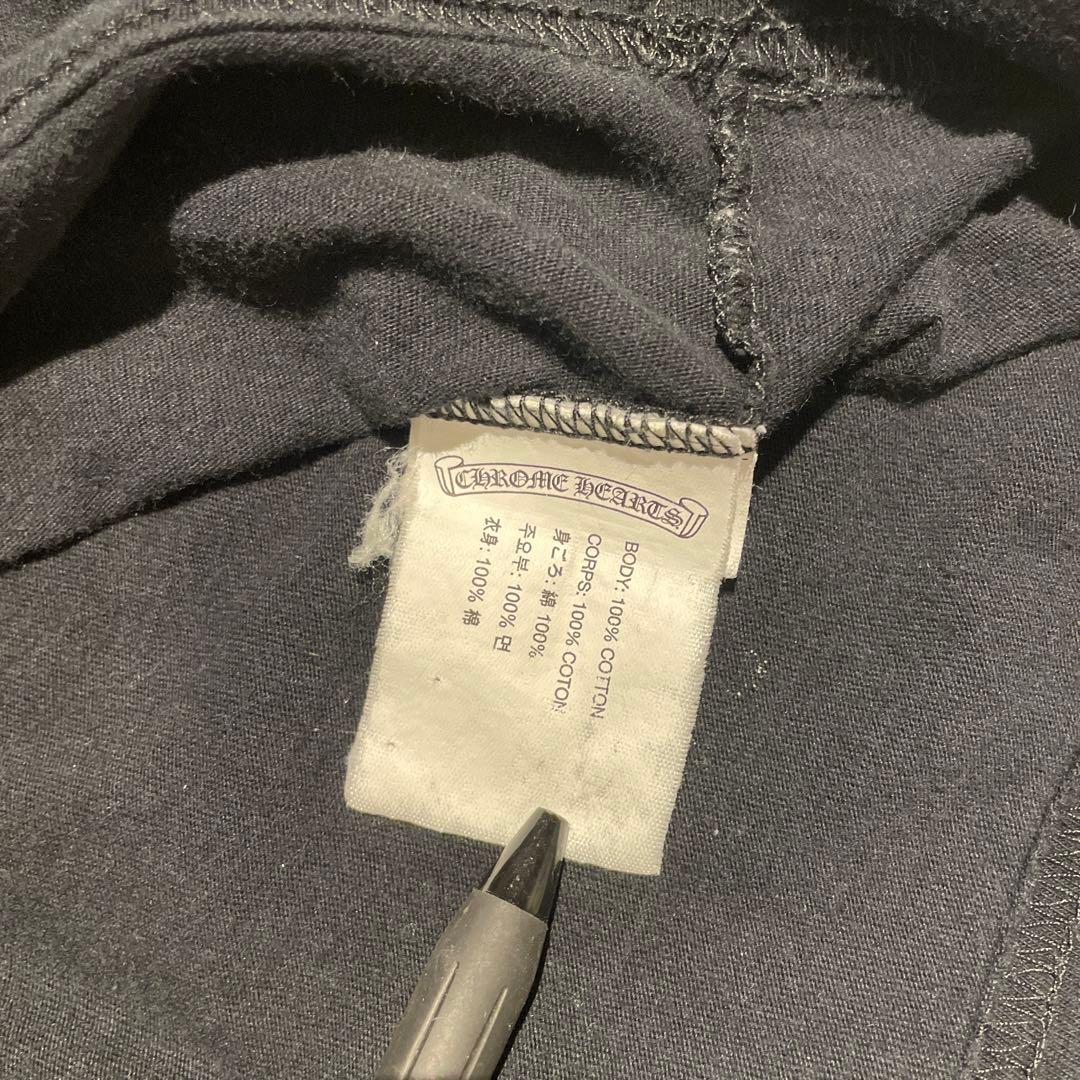 CHROME HEARTS
BODY: 100% COTTON
CORPS: 100% COTON
身ごろ: 綿 100%
주요부: 100% 면
衣身: 100% 棉